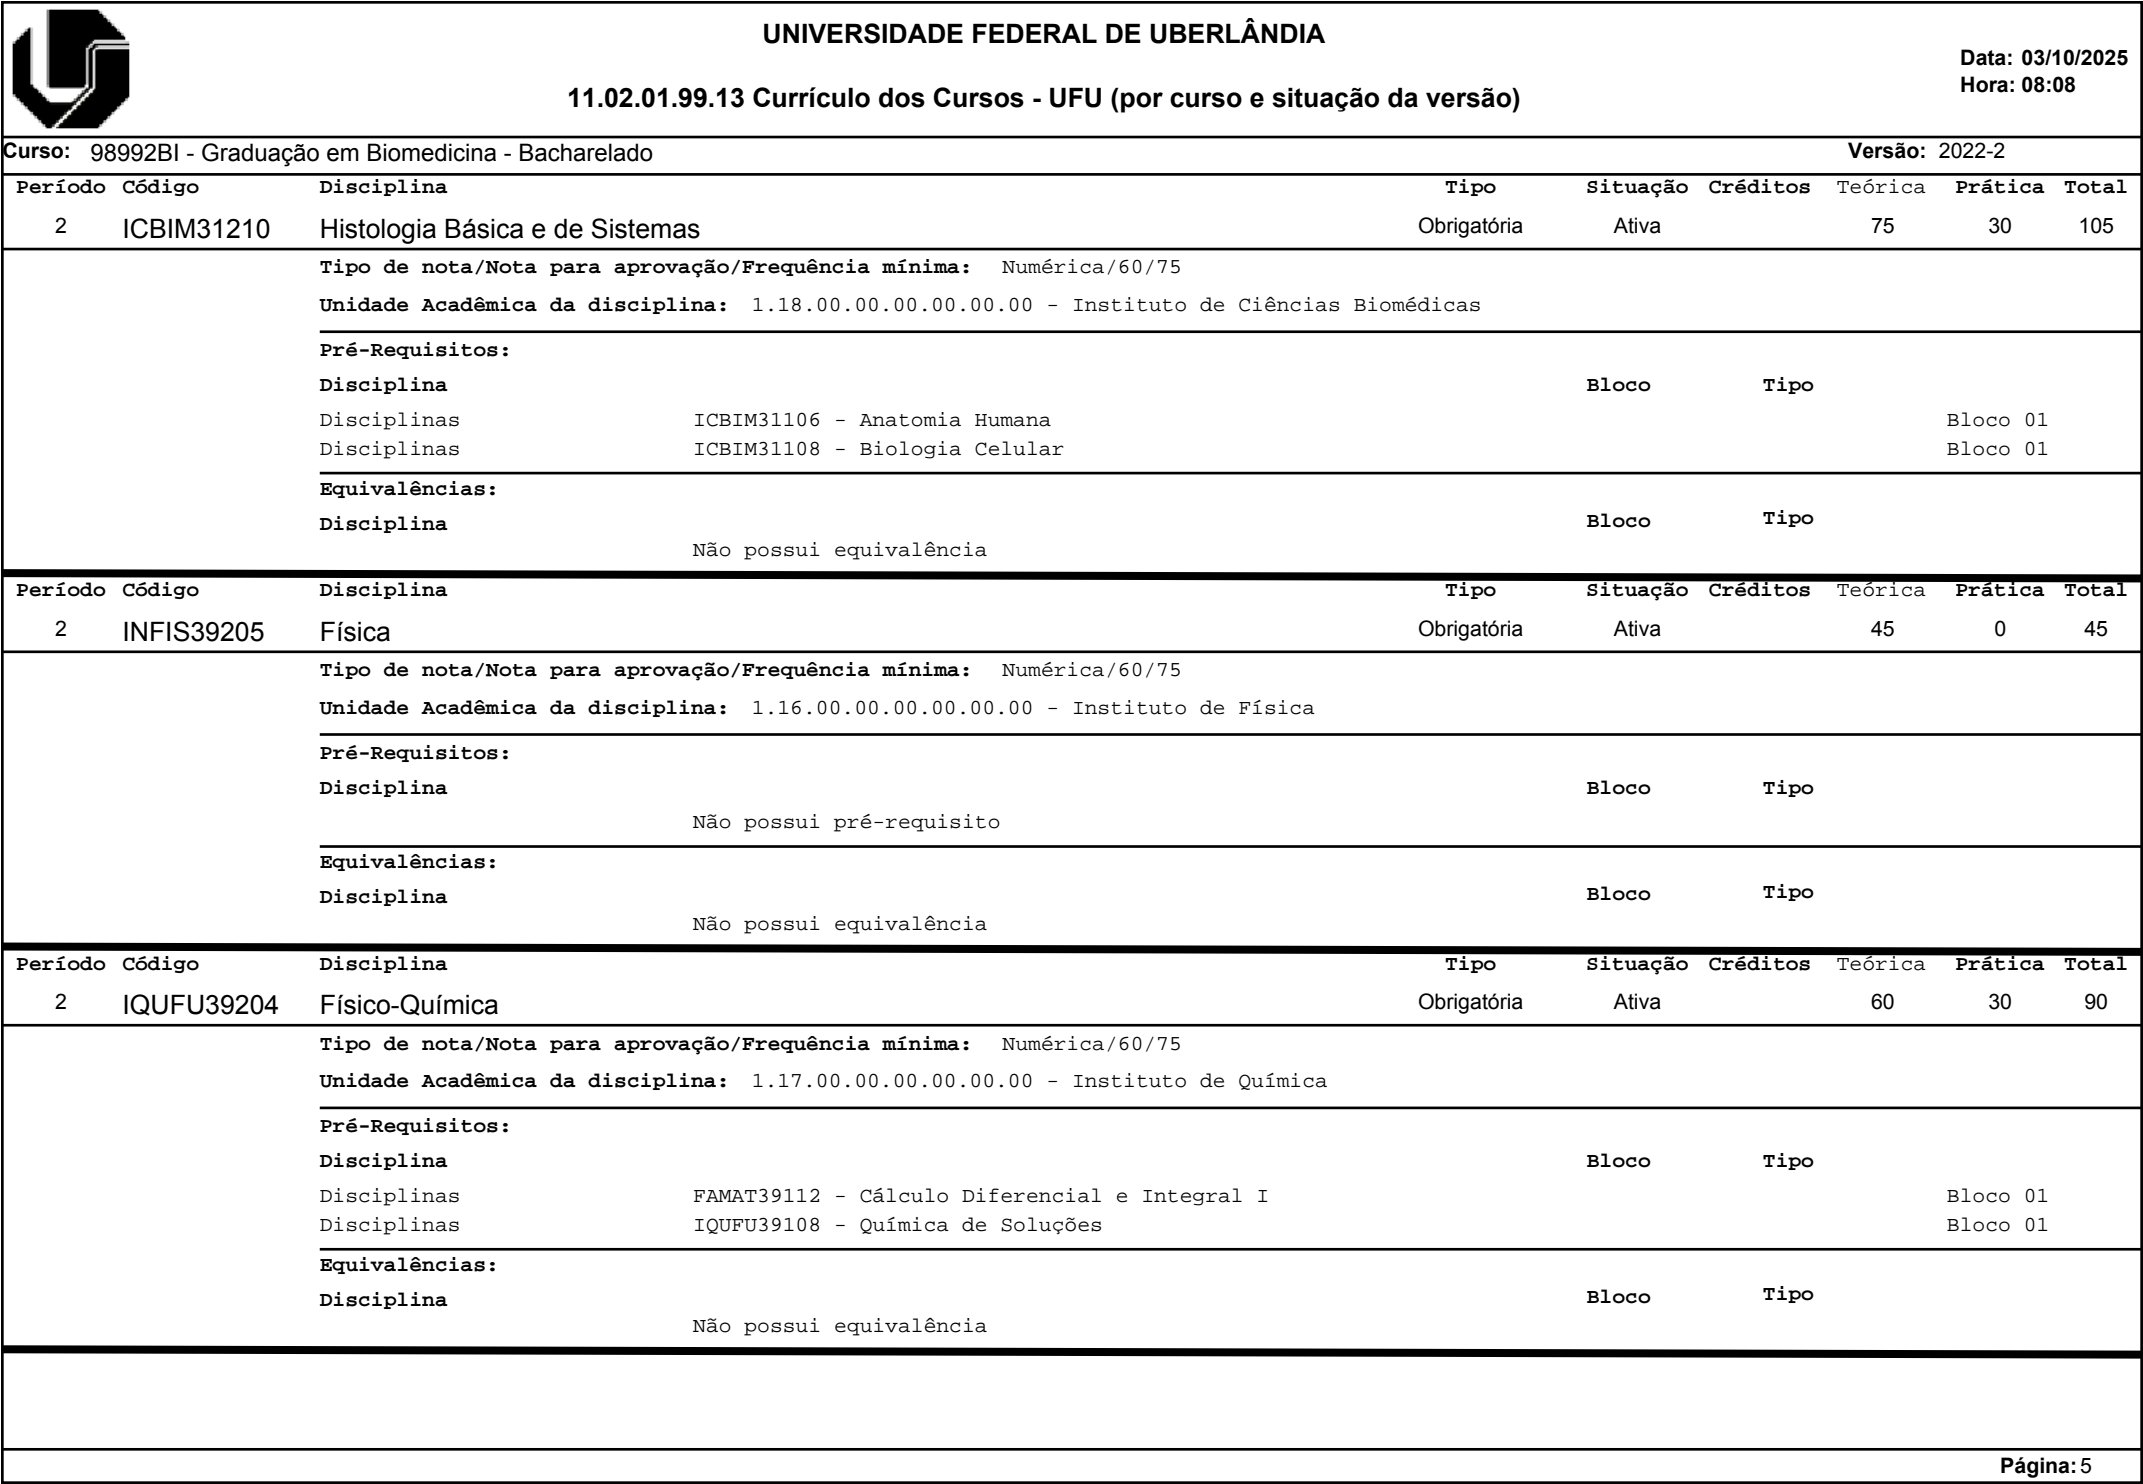 UNIVERSIDADE FEDERAL DE UBERLÂNDIA
Data: 03/10/2025
Hora: 08:08
11.02.01.99.13 Currículo dos Cursos - UFU (por curso e situação da versão)
Curso: 98992BI - Graduação em Biomedicina - Bacharelado Versão: 2022-2
Período Código Disciplina Tipo Situação Créditos Teórica Prática Total
2 ICBIM31210 Histologia Básica e de Sistemas Obrigatória Ativa 75 30 105
Tipo de nota/Nota para aprovação/Frequência mínima: Numérica/60/75
Unidade Acadêmica da disciplina: 1.18.00.00.00.00.00.00 - Instituto de Ciências Biomédicas
Pré-Requisitos:
Disciplina Bloco Tipo
Disciplinas ICBIM31106 - Anatomia Humana Bloco 01
Disciplinas ICBIM31108 - Biologia Celular Bloco 01
Equivalências:
Disciplina Bloco Tipo
Não possui equivalência
Período Código Disciplina Tipo Situação Créditos Teórica Prática Total
2 INFIS39205 Física Obrigatória Ativa 45 0 45
Tipo de nota/Nota para aprovação/Frequência mínima: Numérica/60/75
Unidade Acadêmica da disciplina: 1.16.00.00.00.00.00.00 - Instituto de Física
Pré-Requisitos:
Disciplina Bloco Tipo
Não possui pré-requisito
Equivalências:
Disciplina Bloco Tipo
Não possui equivalência
Período Código Disciplina Tipo Situação Créditos Teórica Prática Total
2 IQUFU39204 Físico-Química Obrigatória Ativa 60 30 90
Tipo de nota/Nota para aprovação/Frequência mínima: Numérica/60/75
Unidade Acadêmica da disciplina: 1.17.00.00.00.00.00.00 - Instituto de Química
Pré-Requisitos:
Disciplina Bloco Tipo
Disciplinas FAMAT39112 - Cálculo Diferencial e Integral I Bloco 01
Disciplinas IQUFU39108 - Química de Soluções Bloco 01
Equivalências:
Disciplina Bloco Tipo
Não possui equivalência
Página: 5